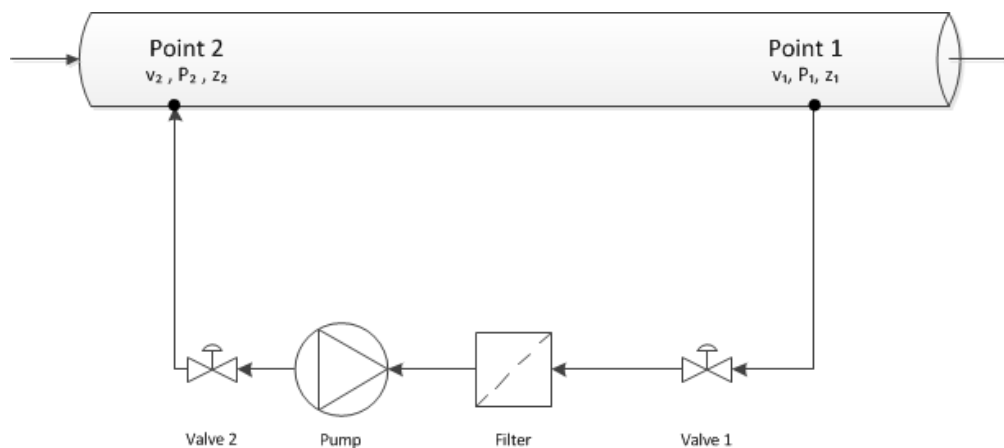 Point 2
v₂ , P₂ , z₂
Point 1
v₁, P₁, z₁
Valve 2
Pump
Filter
Valve 1